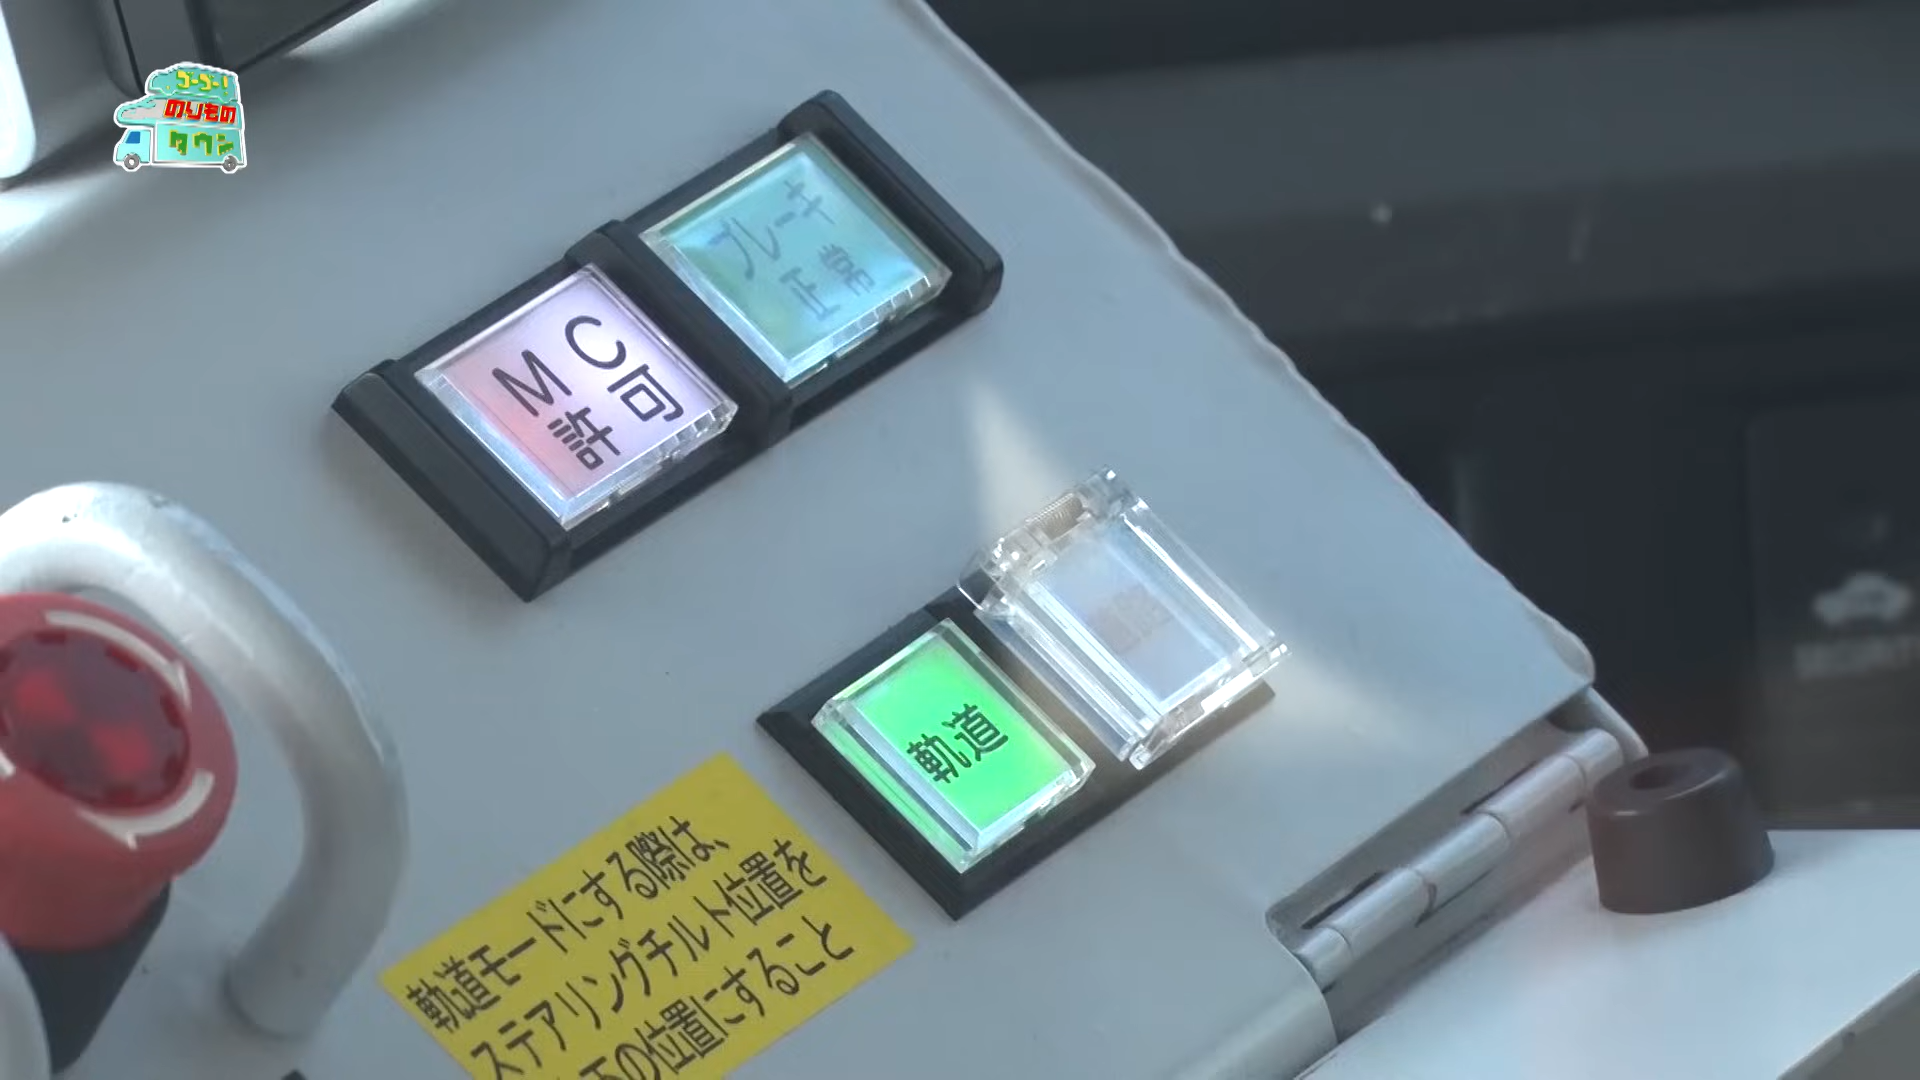 ゴーゴー!
のりもの
タウン
ブレーキ
正常
MC
許可
軌道
軌道モードにする際は、
ステアリングチルト位置を
下の位置にすること